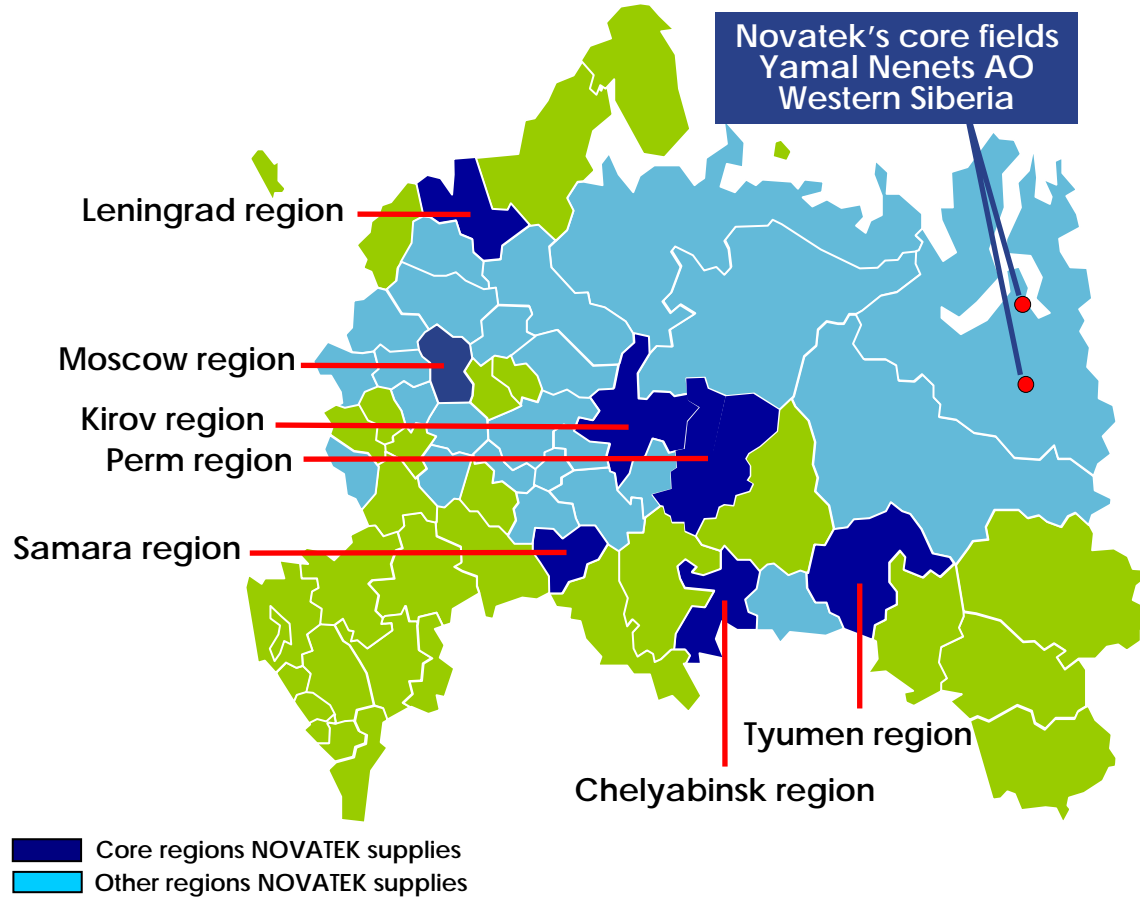 Novatek's core fields
Yamal Nenets AO
Western Siberia
Leningrad region
Moscow region
Kirov region
Perm region
Samara region
Tyumen region
Chelyabinsk region
Core regions NOVATEK supplies
Other regions NOVATEK supplies